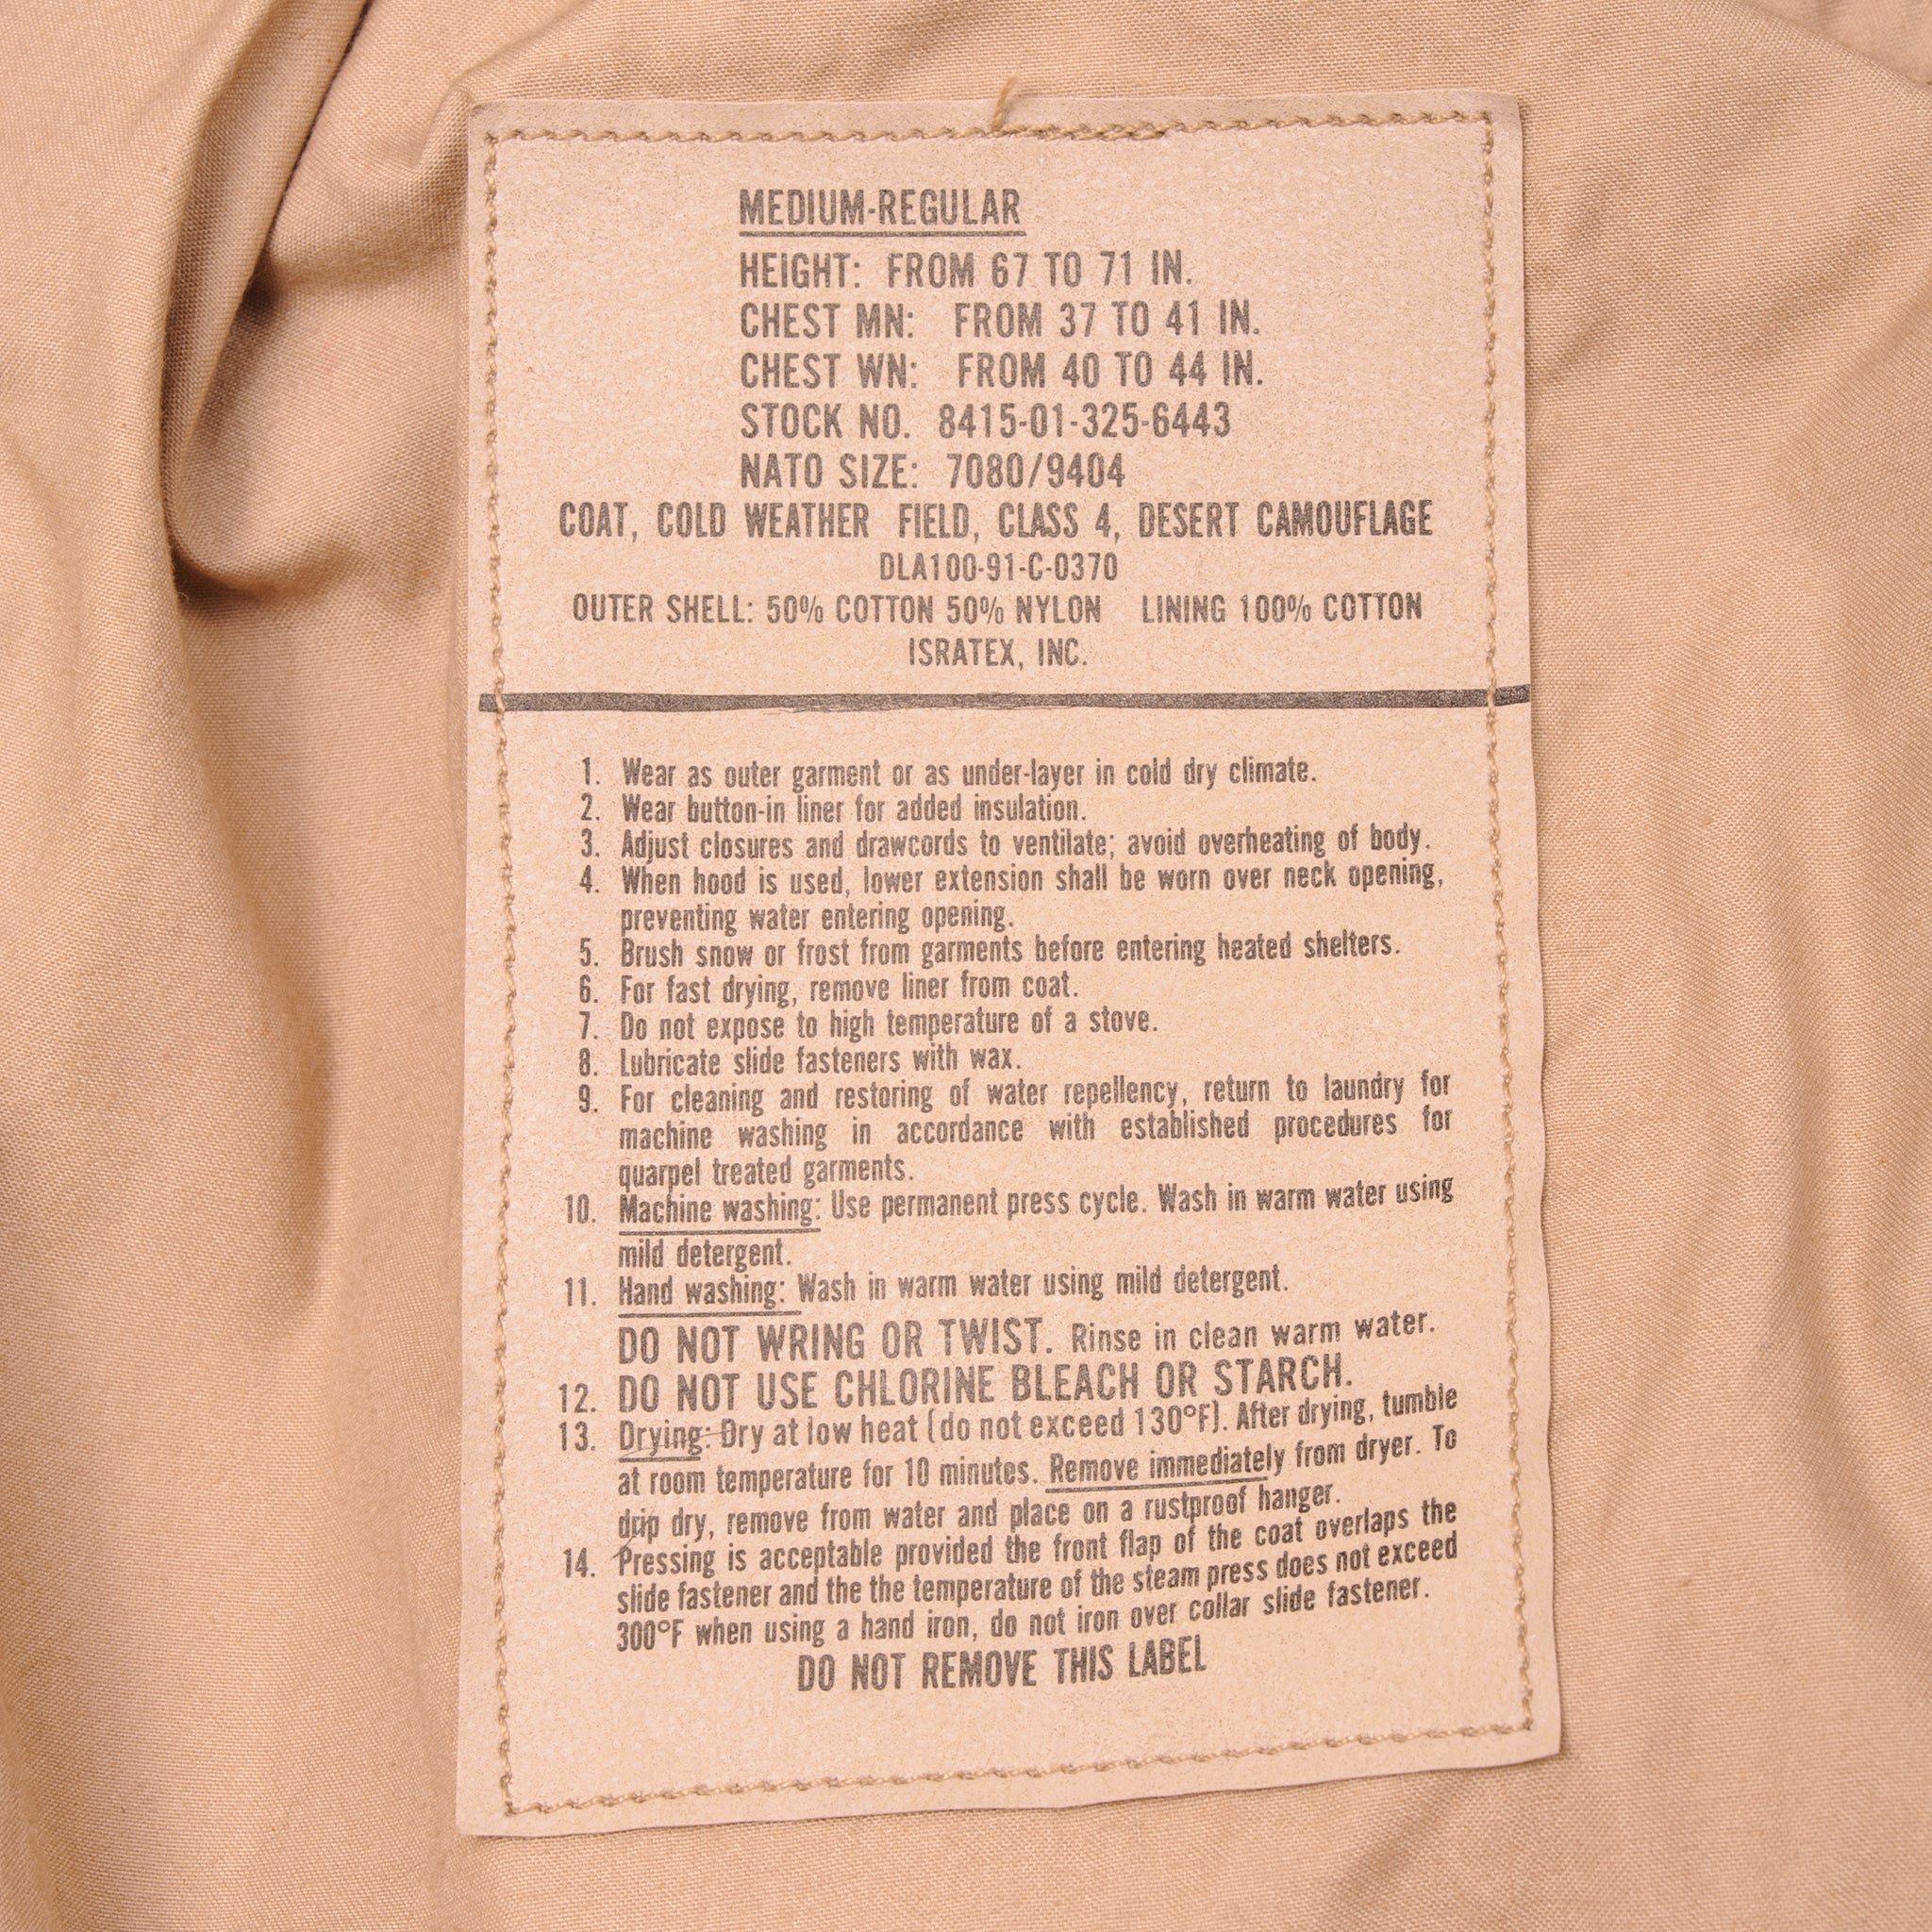 MEDIUM-REGULAR
HEIGHT: FROM 67 TO 71 IN.
CHEST MN: FROM 37 TO 41 IN.
CHEST WN: FROM 40 TO 44 IN.
STOCK NO. 8415-01-325-6443
NATO SIZE: 7080/9404
COAT, COLD WEATHER FIELD, CLASS 4, DESERT CAMOUFLAGE
DLA100-91-C-0370
OUTER SHELL: 50% COTTON 50% NYLON LINING 100% COTTON
ISRATEX, INC.
1. Wear as outer garment or as under-layer in cold dry climate.
2. Wear button-in liner for added insulation.
3. Adjust closures and drawcords to ventilate; avoid overheating of body.
4. When hood is used, lower extension shall be worn over neck opening,
preventing water entering opening.
5. Brush snow or frost from garments before entering heated shelters.
6. For fast drying, remove liner from coat.
7. Do not expose to high temperature of a stove.
8. Lubricate slide fasteners with wax.
9. For cleaning and restoring of water repellency, return to laundry for
machine washing in accordance with established procedures for
quarpel treated garments.
10. Machine washing: Use permanent press cycle. Wash in warm water using
mild detergent.
11. Hand washing: Wash in warm water using mild detergent.
DO NOT WRING OR TWIST. Rinse in clean warm water.
12. DO NOT USE CHLORINE BLEACH OR STARCH.
13. Drying: Dry at low heat (do not exceed 130°F). After drying, tumble
at room temperature for 10 minutes. Remove immediately from dryer. To
drip dry, remove from water and place on a rustproof hanger.
14. Pressing is acceptable provided the front flap of the coat overlaps the
slide fastener and the the temperature of the steam press does not exceed
300°F when using a hand iron, do not iron over collar slide fastener.
DO NOT REMOVE THIS LABEL